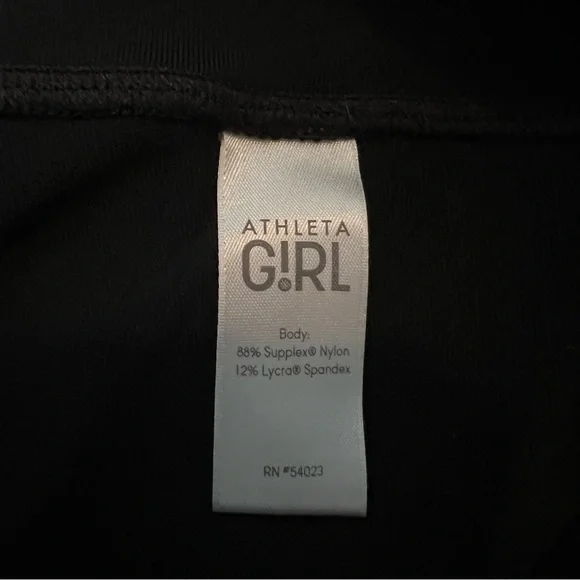 ATHLETA
G!RL
Body:
88% Supplex® Nylon
12% Lycra® Spandex
RN #54023